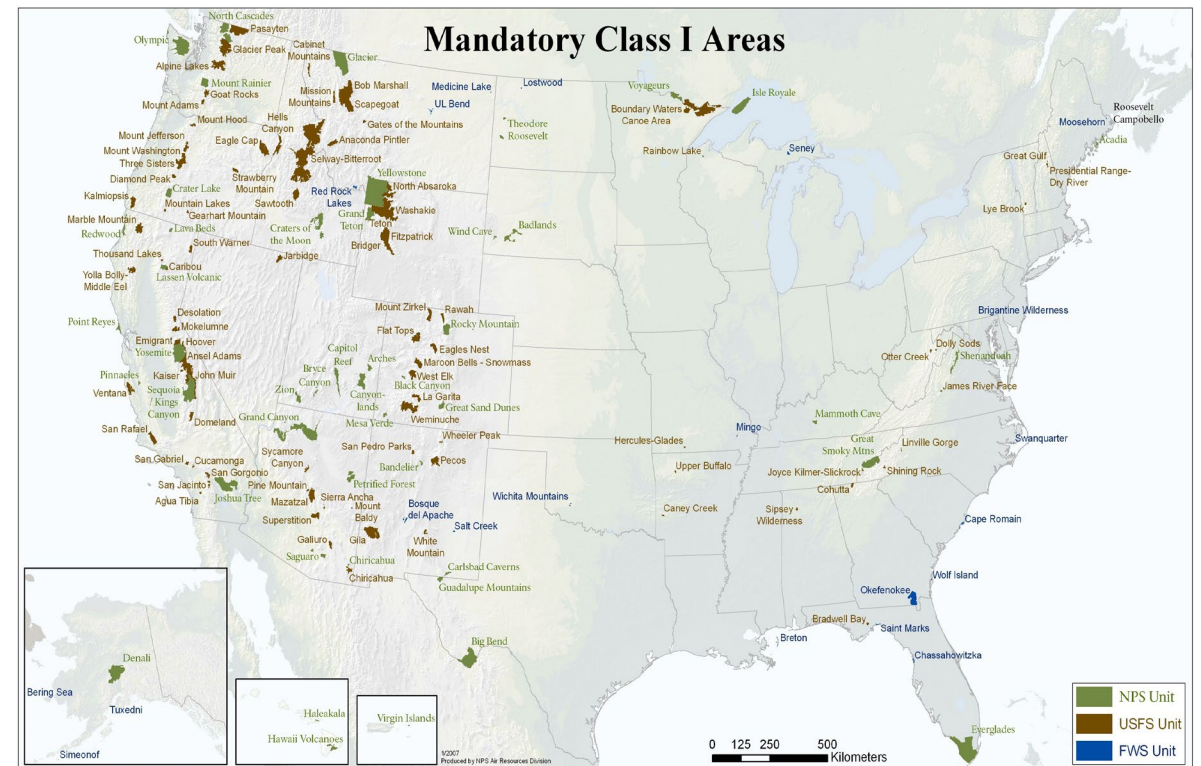 Mandatory Class I Areas
North Cascades
Pasayten
Olympic
Glacier Peak
Cabinet
Mountains
Glacier
Alpine Lakes
Mount Rainier
Goat Rocks
Mission
Mountains
Bob Marshall
Scapegoat
Medicine Lake
Lostwood
UL Bend
Mount Adams
Mount Hood
Hells
Canyon
Gates of the Mountains
Theodore
Roosevelt
Voyageurs
Isle Royale
Boundary Waters
Canoe Area
Rainbow Lake
Seney
Moosehorn
Roosevelt
Campobello
Acadia
Great Gulf
Presidential Range-
Dry River
Lye Brook
Mount Jefferson
Eagle Cap
Anaconda Pintler
Mount Washington
Three Sisters
Selway-Bitterroot
Diamond Peak
Strawberry
Mountain
Yellowstone
Crater Lake
Red Rock
Lakes
North Absaroka
Kalmiopsis
Mountain Lakes
Sawtooth
Gearhart Mountain
Grand
Teton
Teton
Washakie
Marble Mountain
Redwood
Lava Beds
Craters of
the Moon
Bridger
Fitzpatrick
Wind Cave
Badlands
South Warner
Thousand Lakes
Jarbidge
Caribou
Lassen Volcanic
Yolla Bolly-
Middle Eel
Point Reyes
Desolation
Mokelumne
Emigrant
Hoover
Yosemite
Ansel Adams
Pinnacles
Kaiser
John Muir
Ventana
Sequoia
/ Kings
Canyon
Domeland
San Rafael
San Gabriel
Cucamonga
San Gorgonio
San Jacinto
Agua Tibia
Joshua Tree
Mount Zirkel
Rawah
Flat Tops
Rocky Mountain
Eagles Nest
Maroon Bells - Snowmass
Capitol
Reef
Arches
West Elk
Bryce
Canyon
Black Canyon
Zion
Canyon-
lands
La Garita
Great Sand Dunes
Weminuche
Grand Canyon
Mesa Verde
Wheeler Peak
San Pedro Parks
Sycamore
Canyon
Bandelier
Pecos
Pine Mountain
Petrified Forest
Mazatzal
Sierra Ancha
Mount
Baldy
Superstition
Bosque
del Apache
Salt Creek
Galiuro
Gila
White
Mountain
Saguaro
Chiricahua
Chiricahua
Carlsbad Caverns
Guadalupe Mountains
Big Bend
Wichita Mountains
Hercules-Glades
Upper Buffalo
Caney Creek
Mingo
Mammoth Cave
Great
Smoky Mtns
Linville Gorge
Joyce Kilmer-Slickrock
Shining Rock
Cohutta
Sipsey
Wilderness
Brigantine Wilderness
Dolly Sods
Otter Creek
Shenandoah
James River Face
Swanquarter
Cape Romain
Wolf Island
Okefenokee
Bradwell Bay
Saint Marks
Breton
Chassahowitzka
Everglades
Denali
Bering Sea
Tuxedni
Simeonof
Haleakala
Hawaii Volcanoes
Virgin Islands
1/2007
Produced by NPS Air Resources Division
0 125 250 500
Kilometers
NPS Unit
USFS Unit
FWS Unit